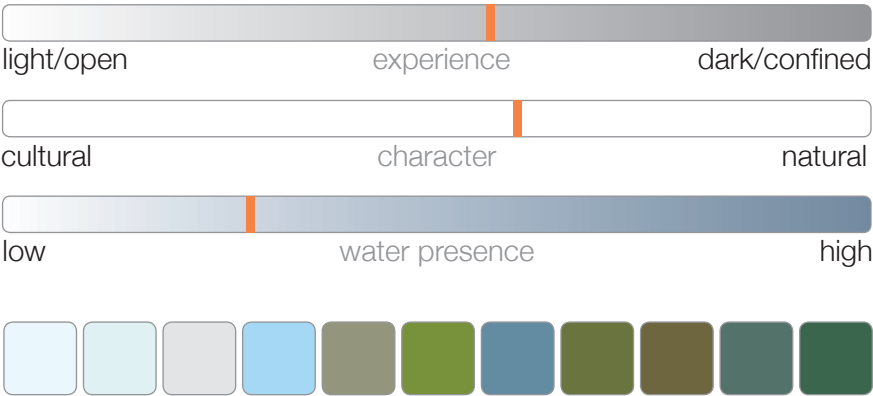 light/open experience dark/confined
cultural character natural
low water presence high